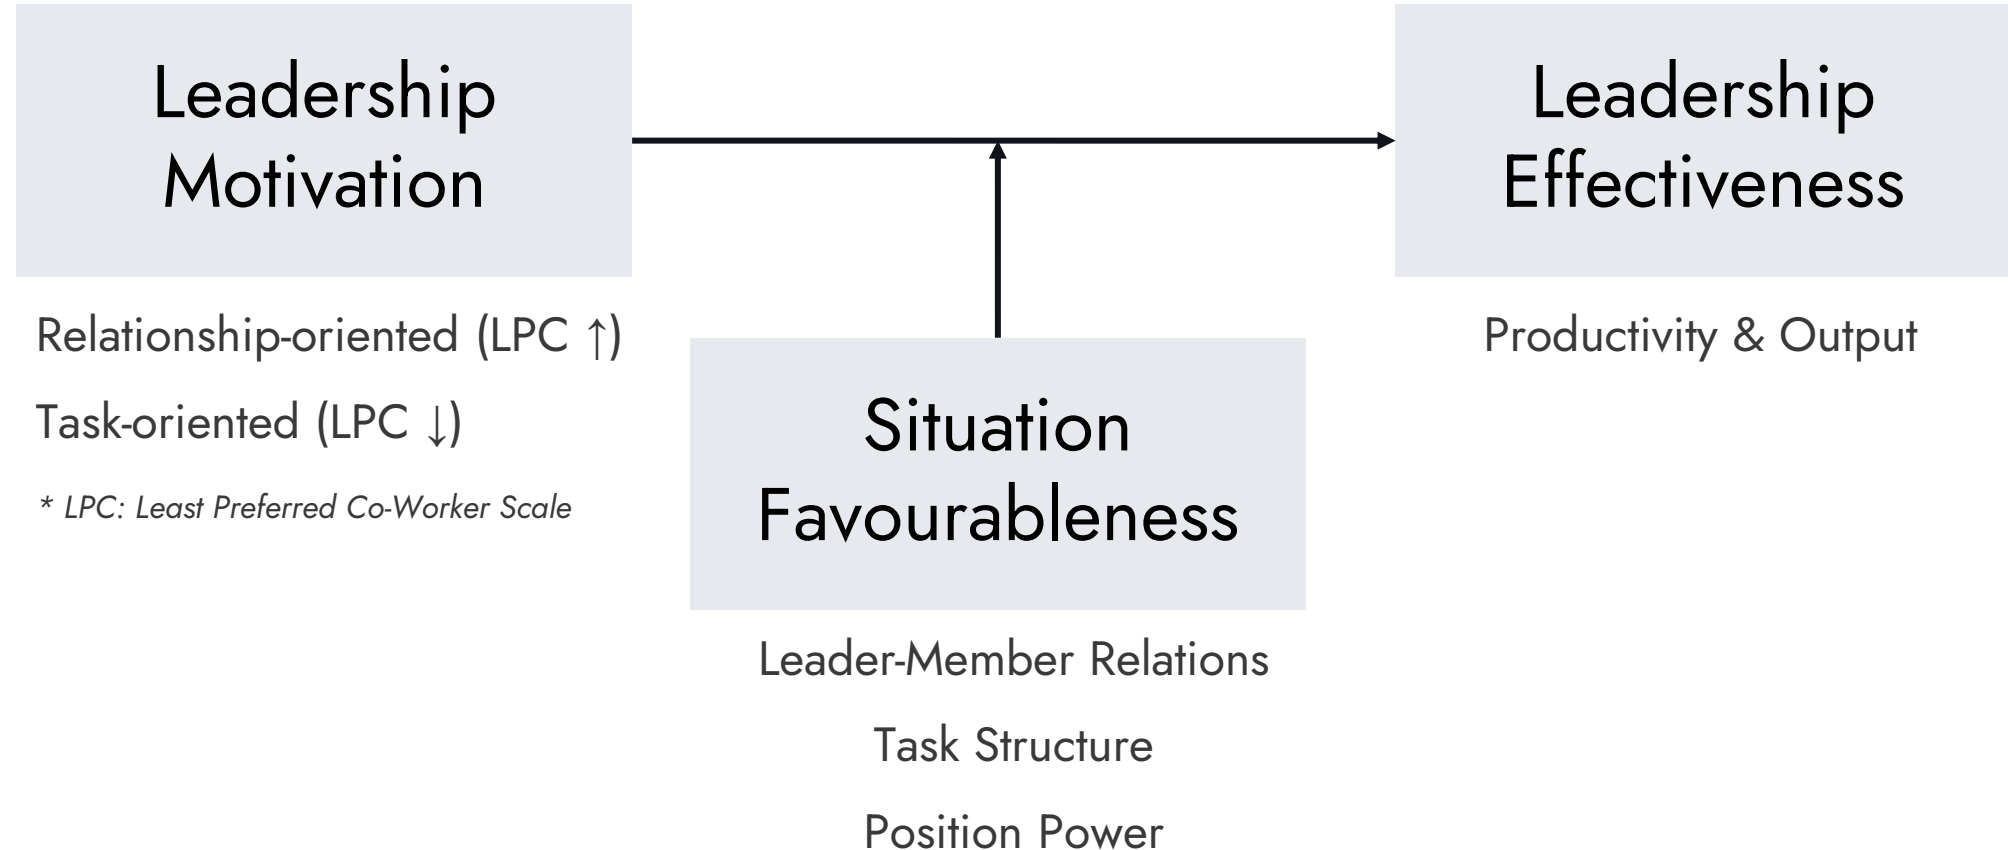 Leadership
Motivation
Relationship-oriented (LPC ↑)
Task-oriented (LPC ↓)
* LPC: Least Preferred Co-Worker Scale
Situation
Favourableness
Leader-Member Relations
Task Structure
Position Power
Leadership
Effectiveness
Productivity & Output